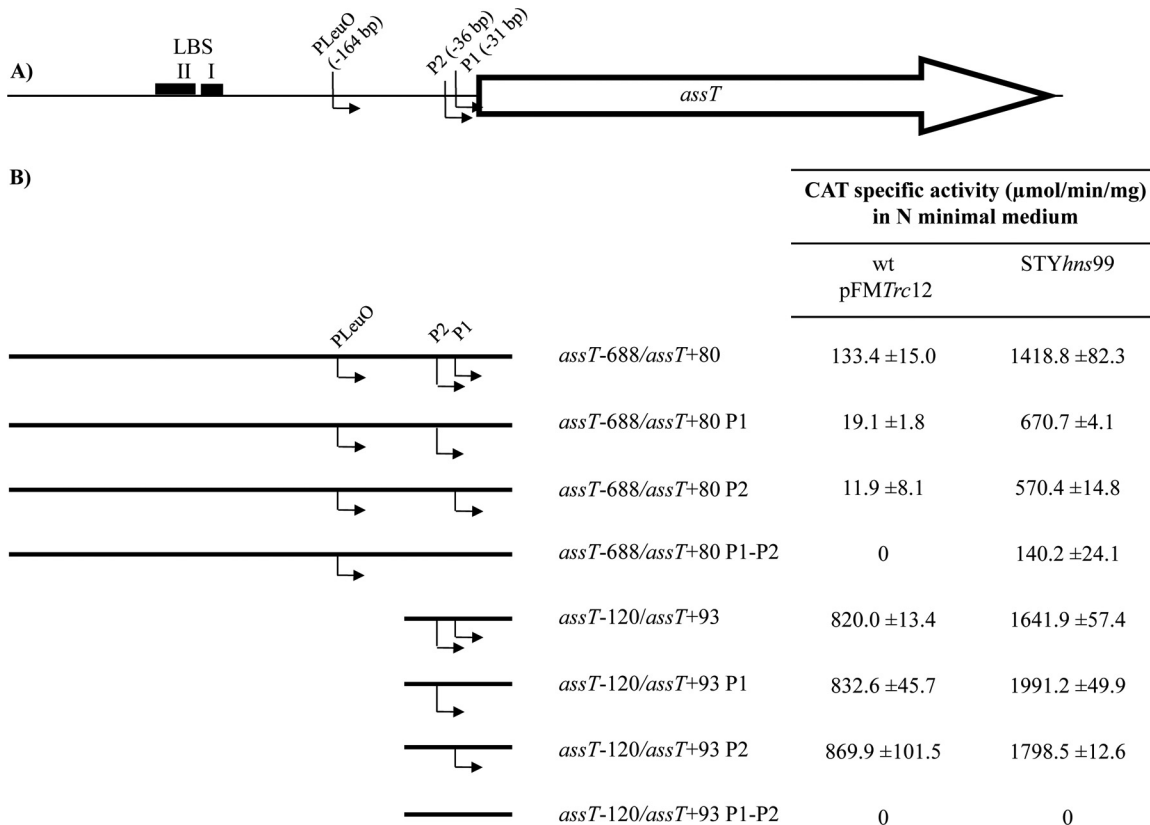 A)
LBS
II I
PLeuO
(-164 bp)
P2 (-36 bp)
P1 (-31 bp)
assT
B)
CAT specific activity (µmol/min/mg)
in N minimal medium
wt
pFMTrc12
STYhns99
PLeuO
P2
P1
assT-688/assT+80 133.4 ±15.0 1418.8 ±82.3
assT-688/assT+80 P1 19.1 ±1.8 670.7 ±4.1
assT-688/assT+80 P2 11.9 ±8.1 570.4 ±14.8
assT-688/assT+80 P1-P2 0 140.2 ±24.1
assT-120/assT+93 820.0 ±13.4 1641.9 ±57.4
assT-120/assT+93 P1 832.6 ±45.7 1991.2 ±49.9
assT-120/assT+93 P2 869.9 ±101.5 1798.5 ±12.6
assT-120/assT+93 P1-P2 0 0